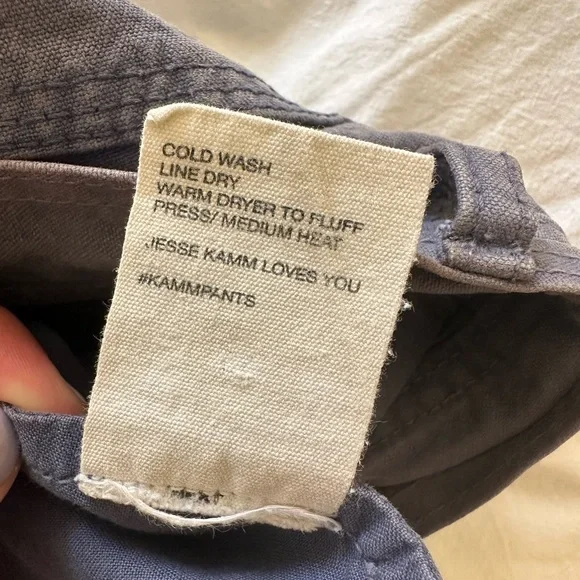 COLD WASH
LINE DRY
WARM DRYER TO FLUFF
PRESS/ MEDIUM HEAT
JESSE KAMM LOVES YOU
#KAMMPANTS